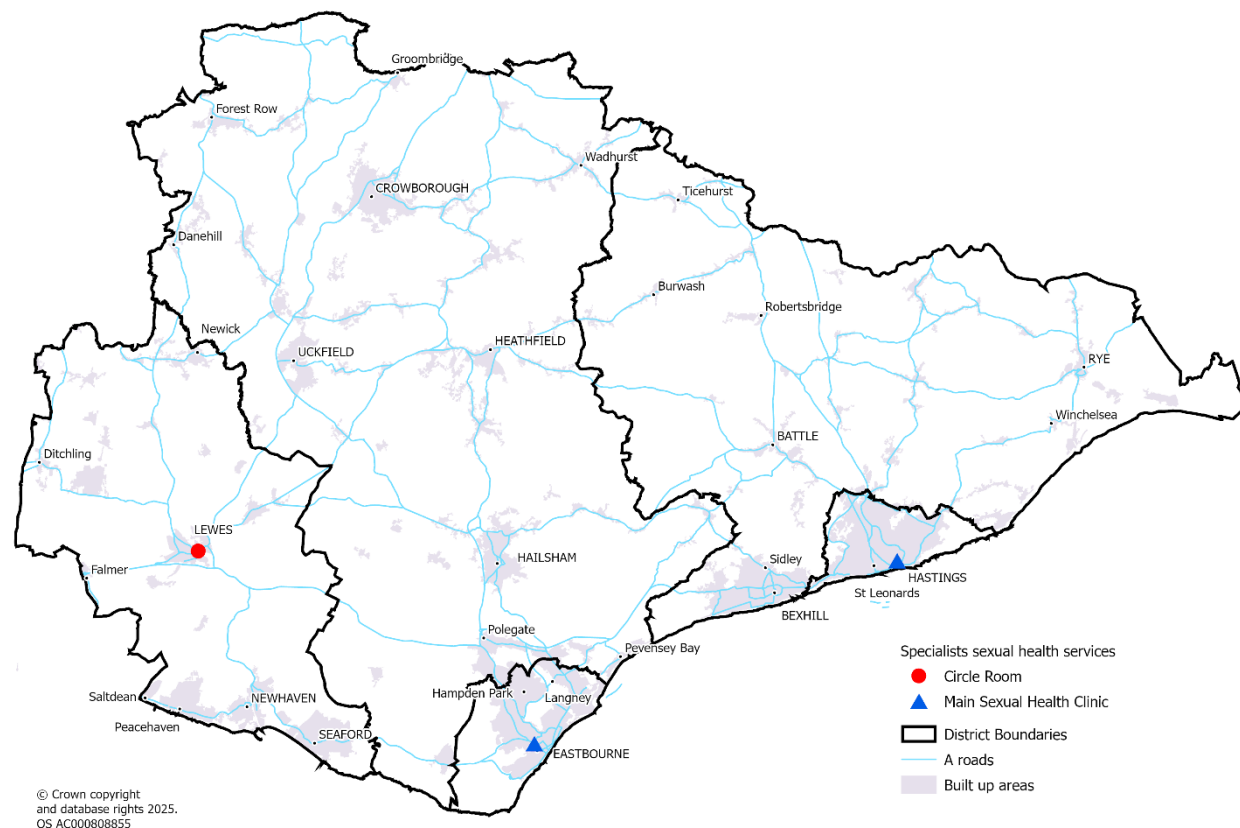 Groombridge
Forest Row
Wadhurst
CROWBOROUGH
Ticehurst
Danehill
Burwash
Robertsbridge
Newick
UCKFIELD
HEATHFIELD
RYE
Winchelsea
BATTLE
Ditchling
LEWES
HAILSHAM
Sidley
Falmer
HASTINGS
St Leonards
BEXHILL
Polegate
Pevensey Bay
Hampden Park
Langney
Saltdean
NEWHAVEN
Peacehaven
SEAFORD
EASTBOURNE
Specialists sexual health services
Circle Room
Main Sexual Health Clinic
District Boundaries
A roads
Built up areas
© Crown copyright
and database rights 2025.
OS AC000808855